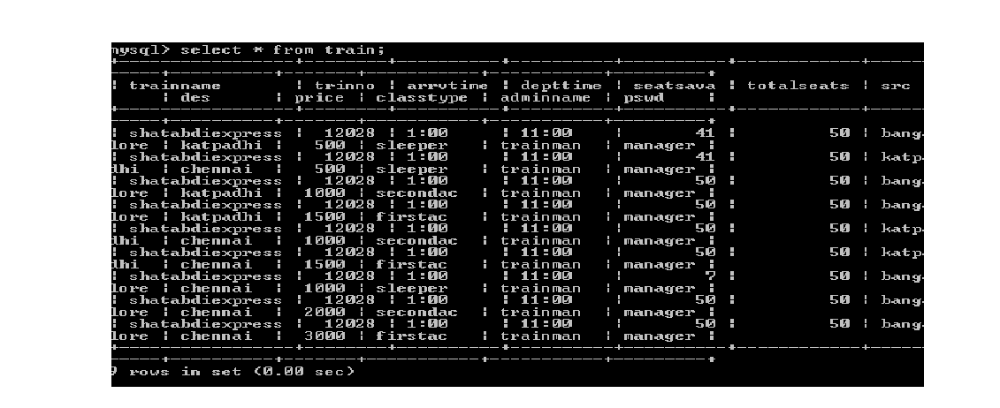 mysql> select * from train;
| trainname | trinno | arrvtime | depttime | seatsava | totalseats | src
| des | price | classtype | adminname | pswd |
| shatabdiexpress | 12028 | 1:00 | 11:00 | 41 | 50 | bang
lore | katpadhi | 500 | sleeper | trainman | manager |
| shatabdiexpress | 12028 | 1:00 | 11:00 | 41 | 50 | katp
dhi | chennai | 500 | sleeper | trainman | manager |
| shatabdiexpress | 12028 | 1:00 | 11:00 | 50 | 50 | bang
lore | katpadhi | 1000 | secondac | trainman | manager |
| shatabdiexpress | 12028 | 1:00 | 11:00 | 50 | 50 | bang
lore | katpadhi | 1500 | firstac | trainman | manager |
| shatabdiexpress | 12028 | 1:00 | 11:00 | 50 | 50 | katp
dhi | chennai | 1000 | secondac | trainman | manager |
| shatabdiexpress | 12028 | 1:00 | 11:00 | 50 | 50 | katp
dhi | chennai | 1500 | firstac | trainman | manager |
| shatabdiexpress | 12028 | 1:00 | 11:00 | 7 | 50 | bang
lore | chennai | 1000 | sleeper | trainman | manager |
| shatabdiexpress | 12028 | 1:00 | 11:00 | 50 | 50 | bang
lore | chennai | 2000 | secondac | trainman | manager |
| shatabdiexpress | 12028 | 1:00 | 11:00 | 50 | 50 | bang
lore | chennai | 3000 | firstac | trainman | manager |
9 rows in set (0.00 sec)